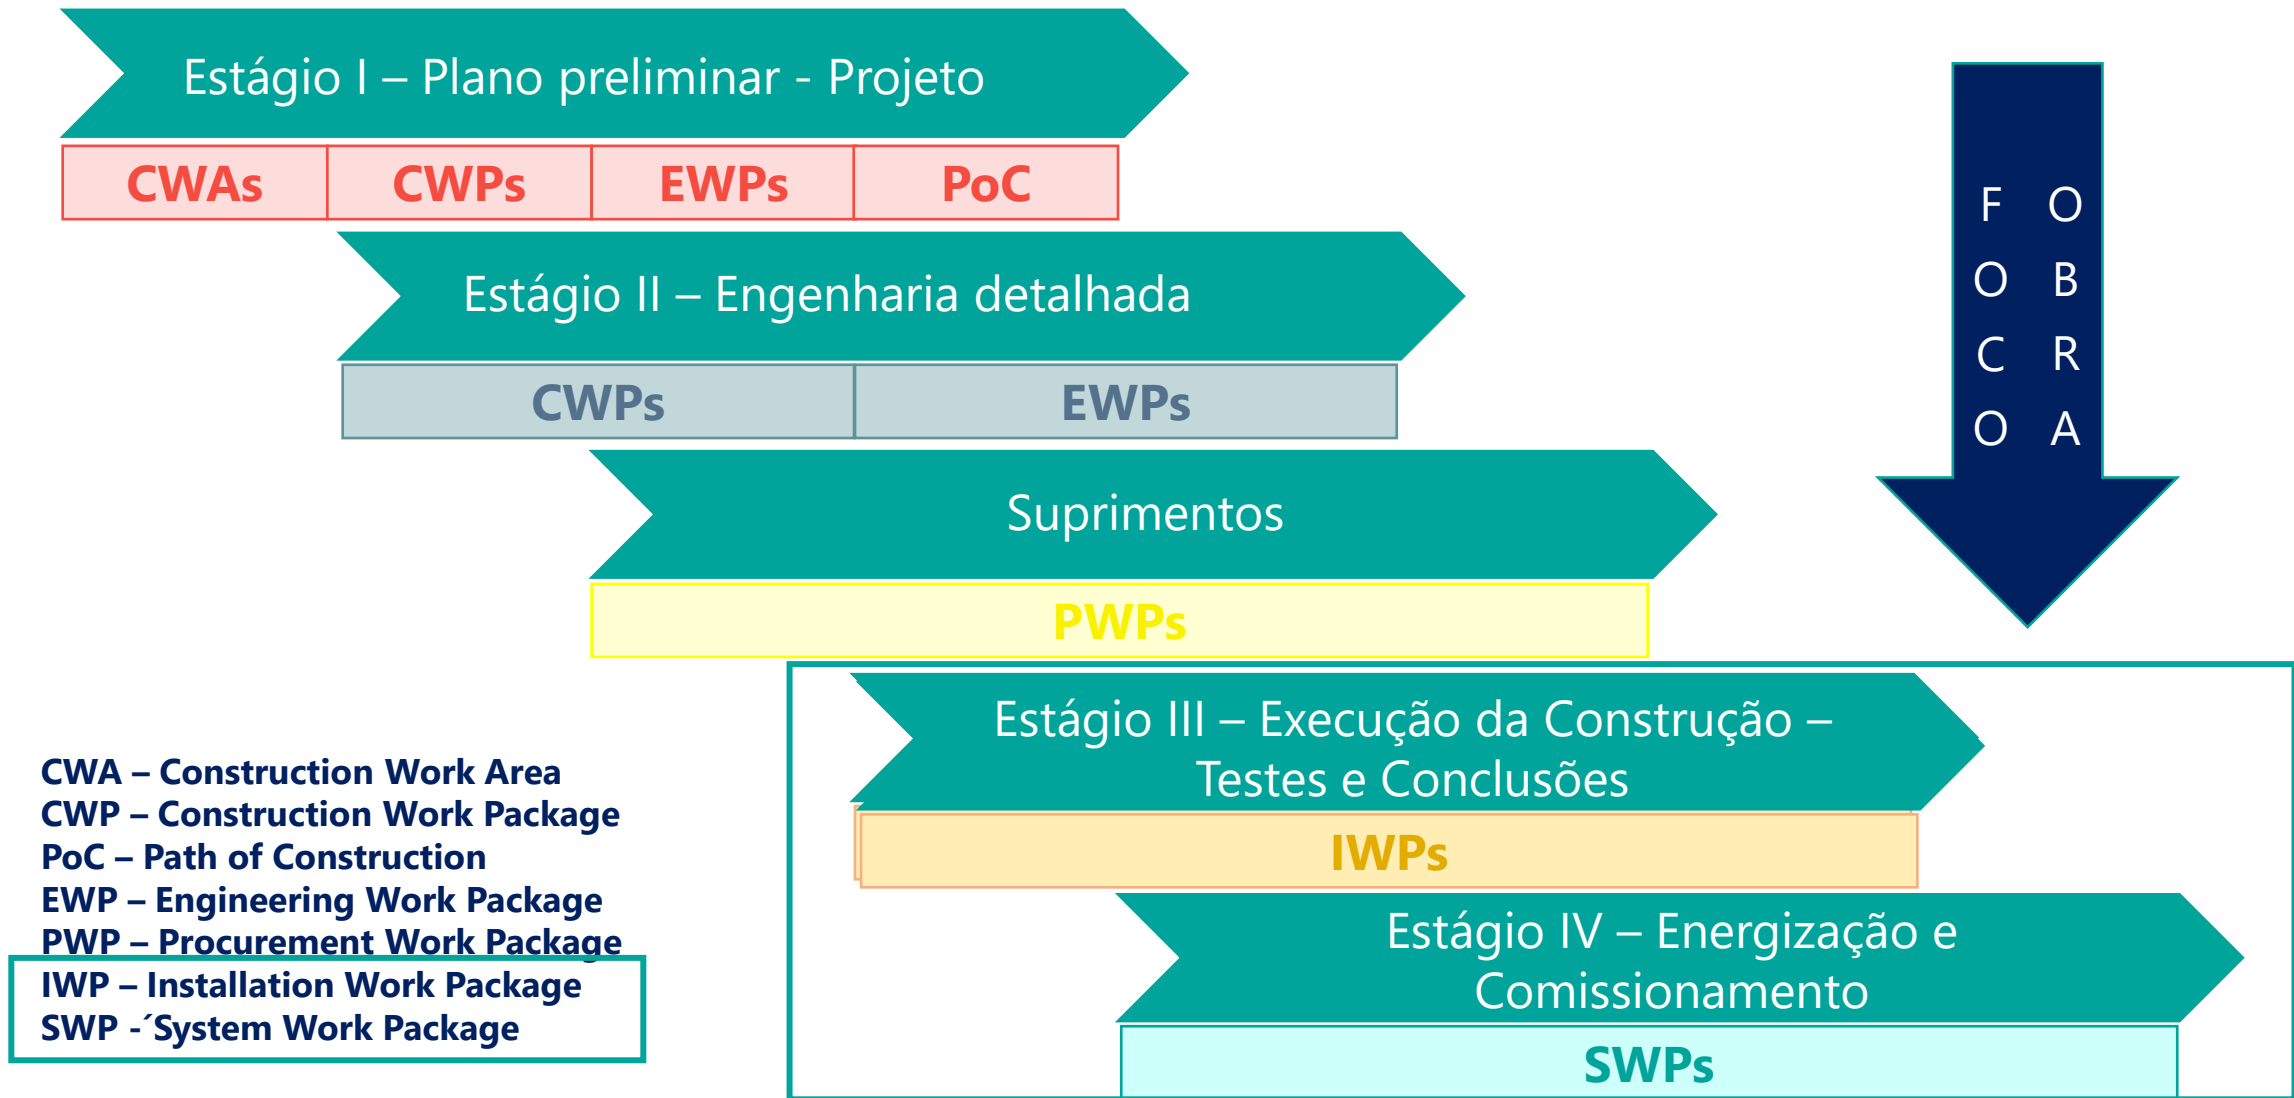 Estágio I – Plano preliminar - Projeto
CWAs
CWPs
EWPs
PoC
Estágio II – Engenharia detalhada
CWPs
EWPs
Suprimentos
PWPs
Estágio III – Execução da Construção –
Testes e Conclusões
IWPs
Estágio IV – Energização e
Comissionamento
SWPs
F O
O B
C R
O A
CWA – Construction Work Area
CWP – Construction Work Package
PoC – Path of Construction
EWP – Engineering Work Package
PWP – Procurement Work Package
IWP – Installation Work Package
SWP -´System Work Package